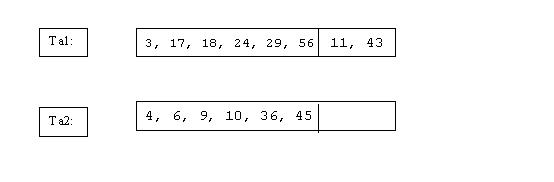 Ta1: 3, 17, 18, 24, 29, 56 11, 43
Ta2: 4, 6, 9, 10, 36, 45